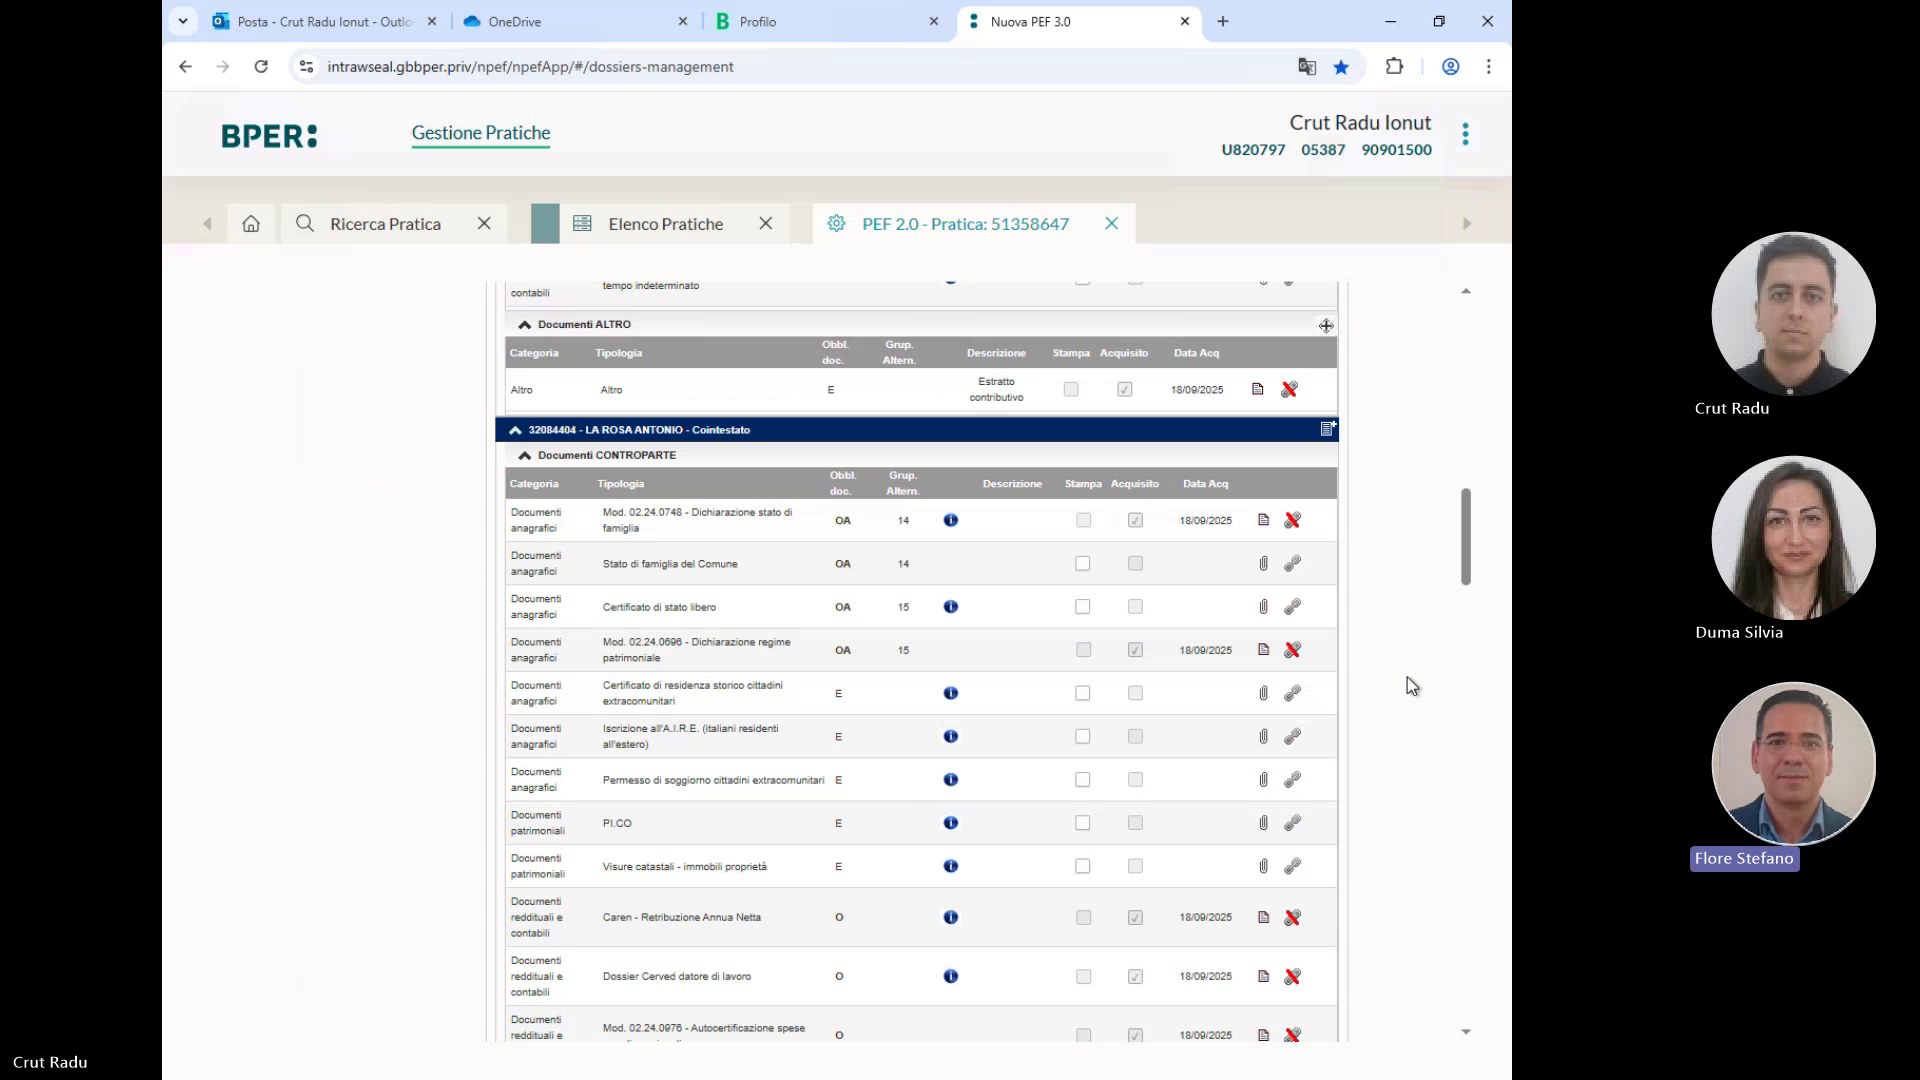 Posta - Crut Radu Ionut - Outlo
OneDrive
Profilo
Nuova PEF 3.0
intrawseal.gbbper.priv/npef/npefApp/#/dossiers-management
BPER:
Gestione Pratiche
Crut Radu Ionut
U820797 05387 90901500
Ricerca Pratica
Elenco Pratiche
PEF 2.0 - Pratica: 51358647
contabili
tempo indeterminato
Documenti ALTRO
Categoria Tipologia Obbl. doc. Grup. Altern. Descrizione Stampa Acquisito Data Acq
Altro Altro E Estratto contributivo 18/09/2025
32084404 - LA ROSA ANTONIO - Cointestato
Documenti CONTROPARTE
Categoria Tipologia Obbl. doc. Grup. Altern. Descrizione Stampa Acquisito Data Acq
Documenti anagrafici Mod. 02.24.0748 - Dichiarazione stato di famiglia OA 14 18/09/2025
Documenti anagrafici Stato di famiglia del Comune OA 14
Documenti anagrafici Certificato di stato libero OA 15
Documenti anagrafici Mod. 02.24.0696 - Dichiarazione regime patrimoniale OA 15 18/09/2025
Documenti anagrafici Certificato di residenza storico cittadini extracomunitari E
Documenti anagrafici Iscrizione all'A.I.R.E. (italiani residenti all'estero) E
Documenti anagrafici Permesso di soggiorno cittadini extracomunitari E
Documenti patrimoniali PI.CO E
Documenti patrimoniali Visure catastali - immobili proprietà E
Documenti reddituali e contabili Caren - Retribuzione Annua Netta O 18/09/2025
Documenti reddituali e contabili Dossier Cerved datore di lavoro O 18/09/2025
Documenti reddituali e Mod. 02.24.0976 - Autocertificazione spese O 18/09/2025
Crut Radu
Duma Silvia
Flore Stefano
Crut Radu